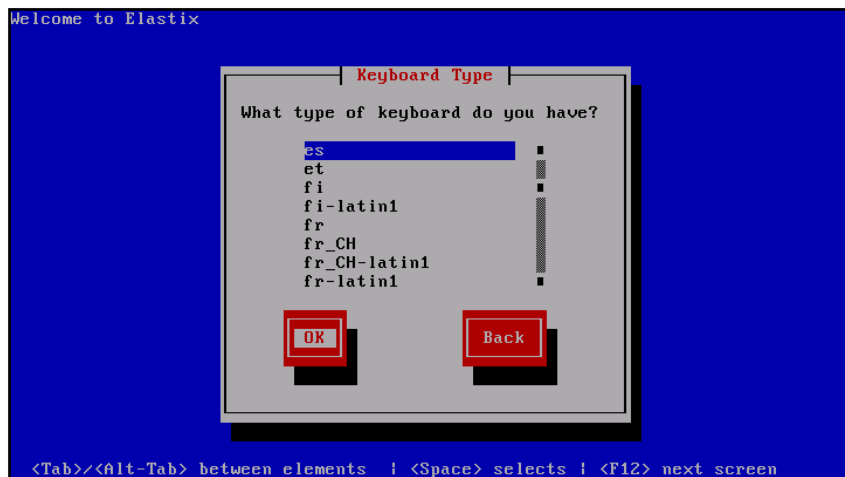 Welcome to Elastix
Keyboard Type
What type of keyboard do you have?
es
et
fi
fi-latin1
fr
fr_CH
fr_CH-latin1
fr-latin1
OK Back
<Tab>/<Alt-Tab> between elements | <Space> selects | <F12> next screen